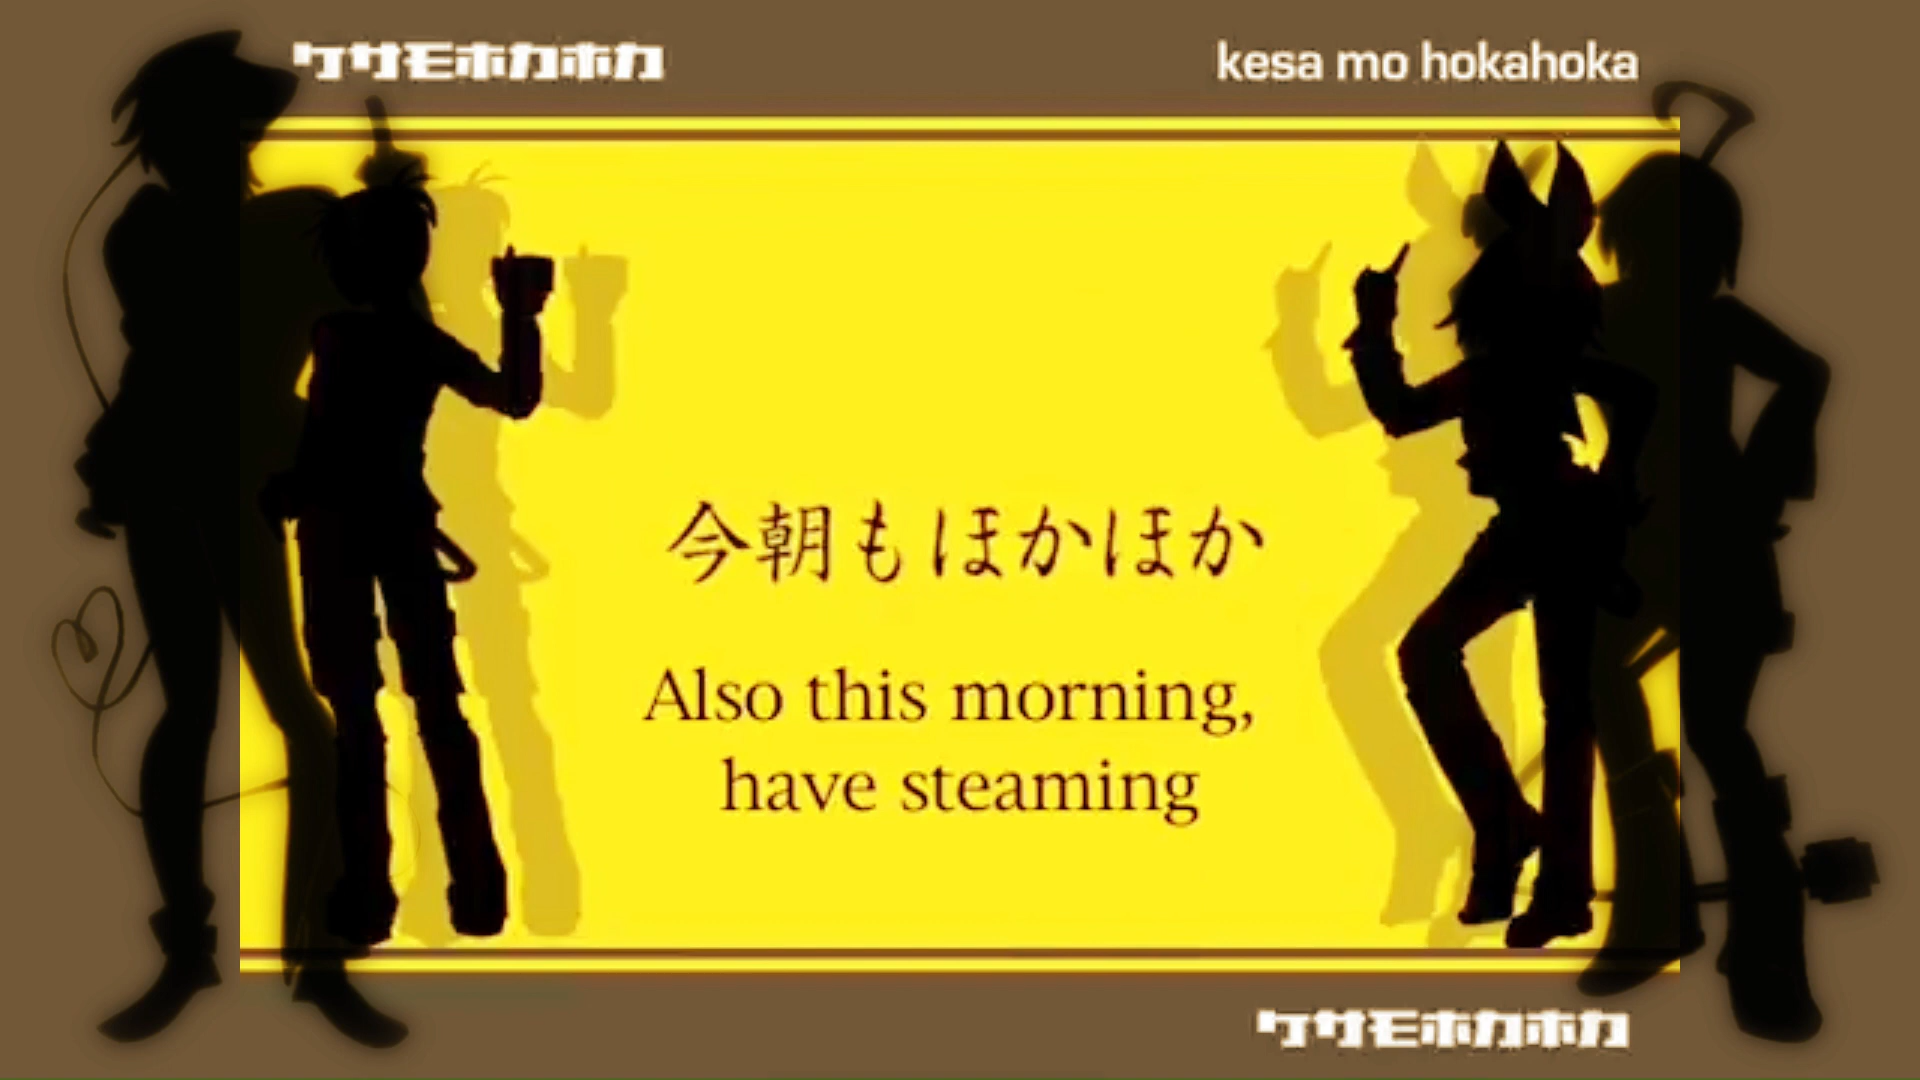 ケサモホカホカ
kesa mo hokahoka
今朝もほかほか
Also this morning,
have steaming
ケサモホカホカ